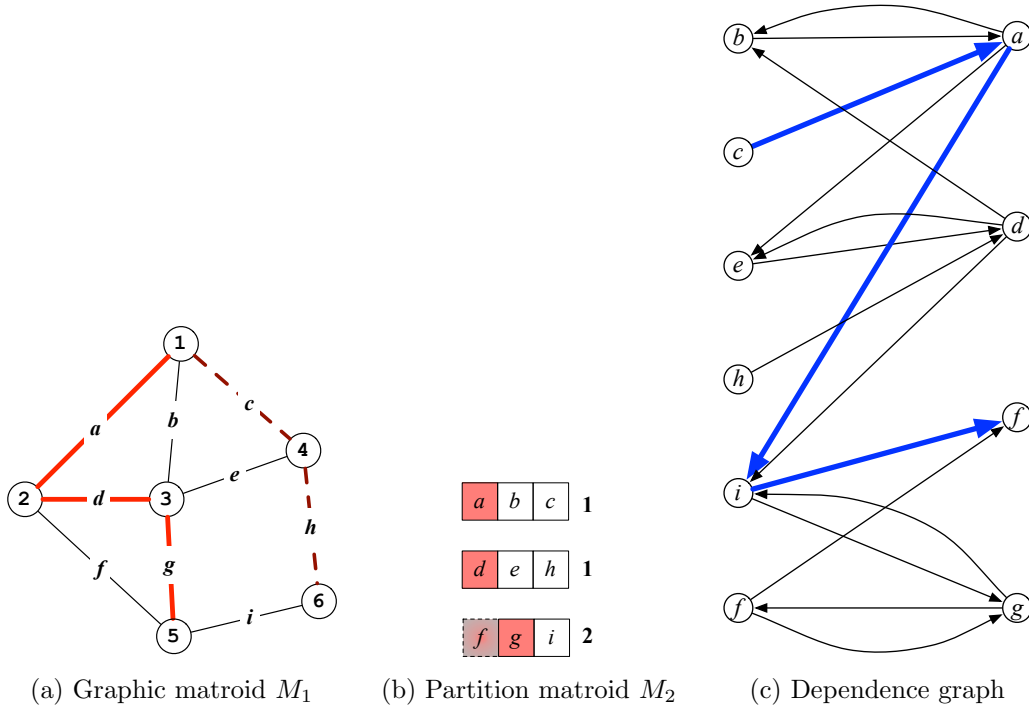 1
a
b
c
4
e
2
d
3
h
f
g
6
i
5
a b c 1
d e h 1
f g i 2
b
a
c
d
e
h
f
i
f
g
(a) Graphic matroid M₁
(b) Partition matroid M₂
(c) Dependence graph